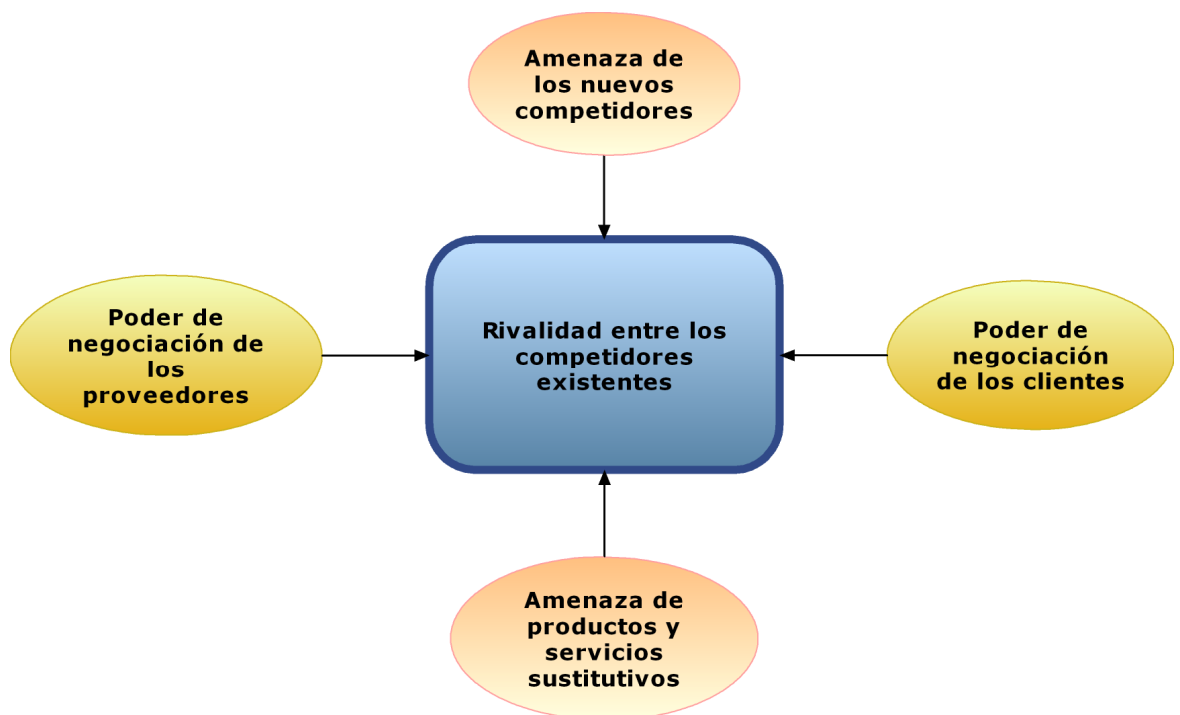 Amenaza de
los nuevos
competidores
Poder de
negociación de
los
proveedores
Rivalidad entre los
competidores
existentes
Poder de
negociación
de los clientes
Amenaza de
productos y
servicios
sustitutivos